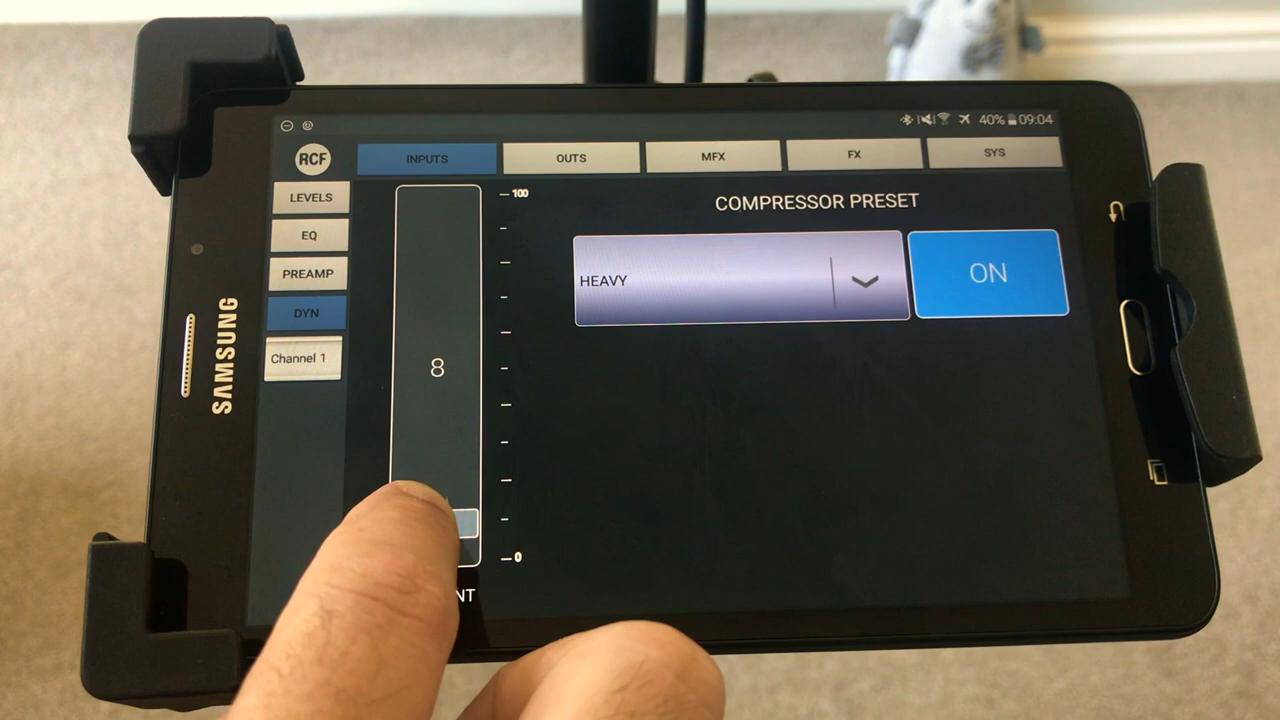 40% 09:04
RCF
INPUTS
OUTS
MFX
FX
SYS
LEVELS
EQ
PREAMP
DYN
Channel 1
100
8
0
NT
COMPRESSOR PRESET
HEAVY
ON
SAMSUNG